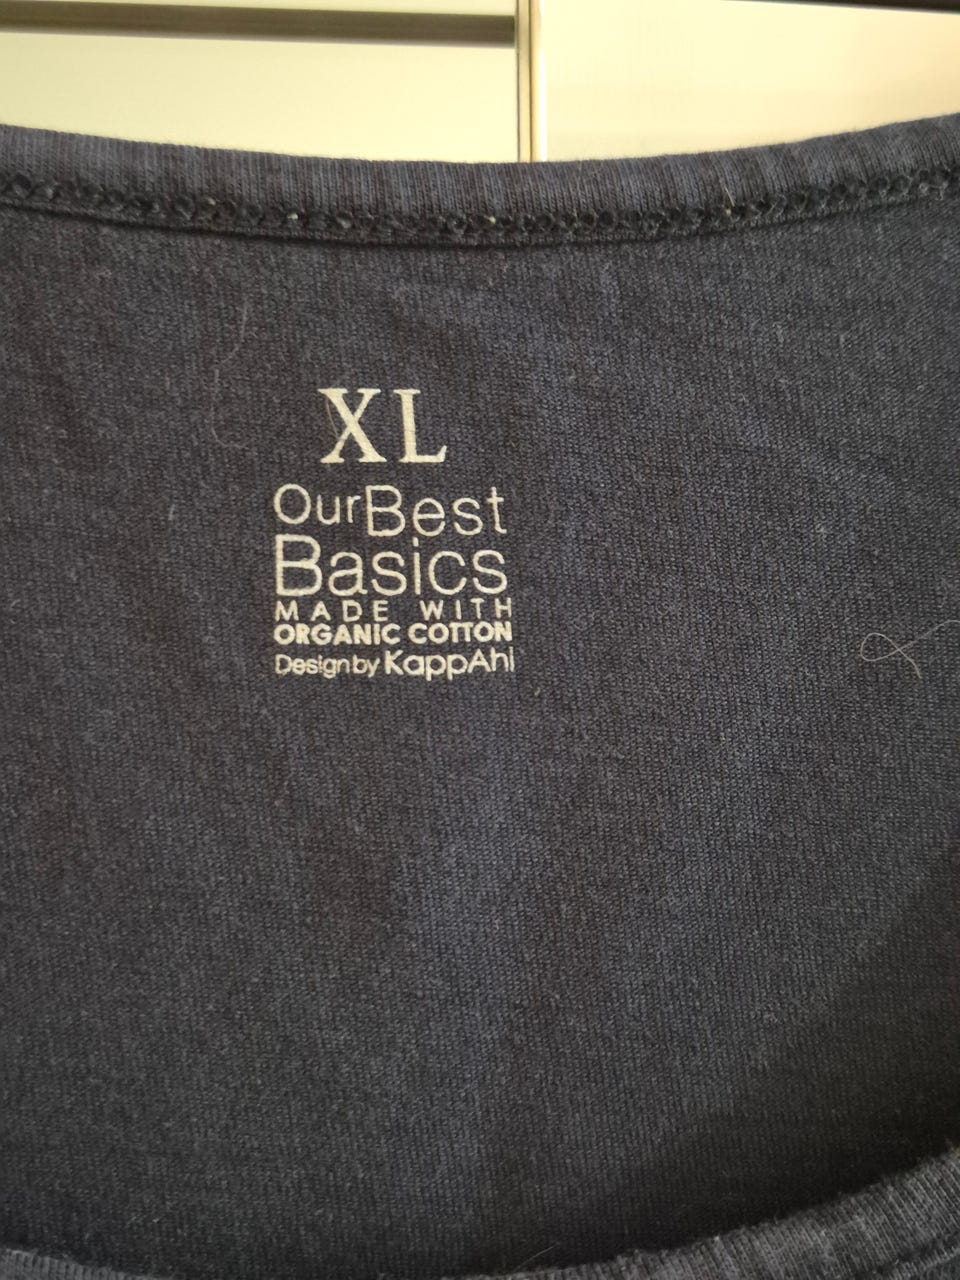 XL
OurBest
Basics
MADE WITH
ORGANIC COTTON
Design by KappAhl